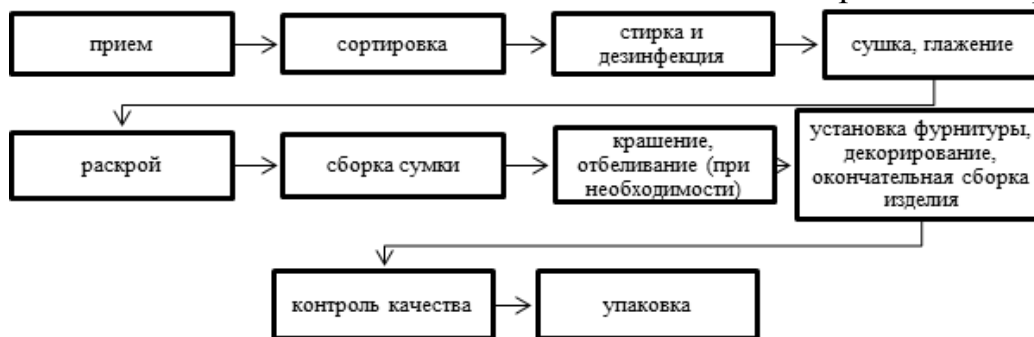 прием
сортировка
стирка и
дезинфекция
сушка, глажение
раскрой
сборка сумки
крашение,
отбеливание (при
необходимости)
установка фурнитуры,
декорирование,
окончательная сборка
изделия
контроль качества
упаковка